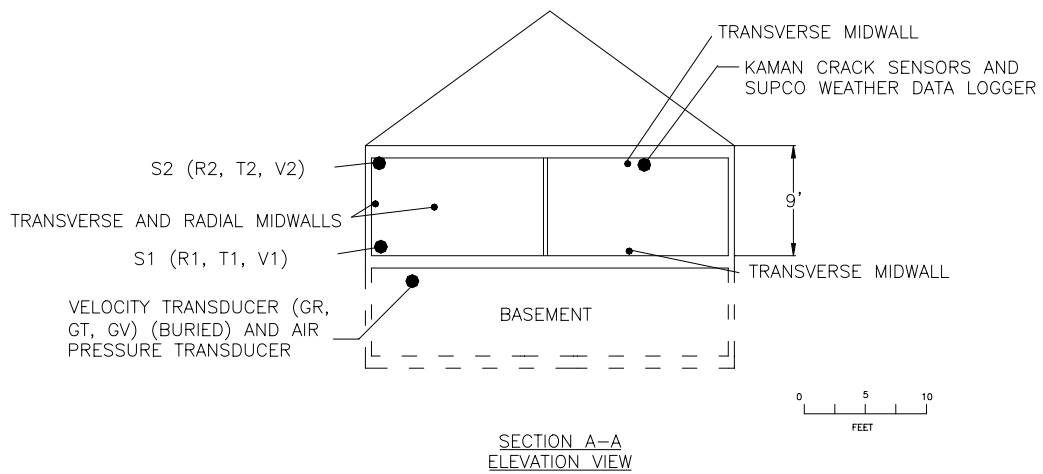 TRANSVERSE MIDWALL
KAMAN CRACK SENSORS AND
SUPCO WEATHER DATA LOGGER
S2 (R2, T2, V2)
9'
TRANSVERSE AND RADIAL MIDWALLS
S1 (R1, T1, V1)
TRANSVERSE MIDWALL
VELOCITY TRANSDUCER (GR,
GT, GV) (BURIED) AND AIR
PRESSURE TRANSDUCER
BASEMENT
0 5 10
FEET
SECTION A-A
ELEVATION VIEW